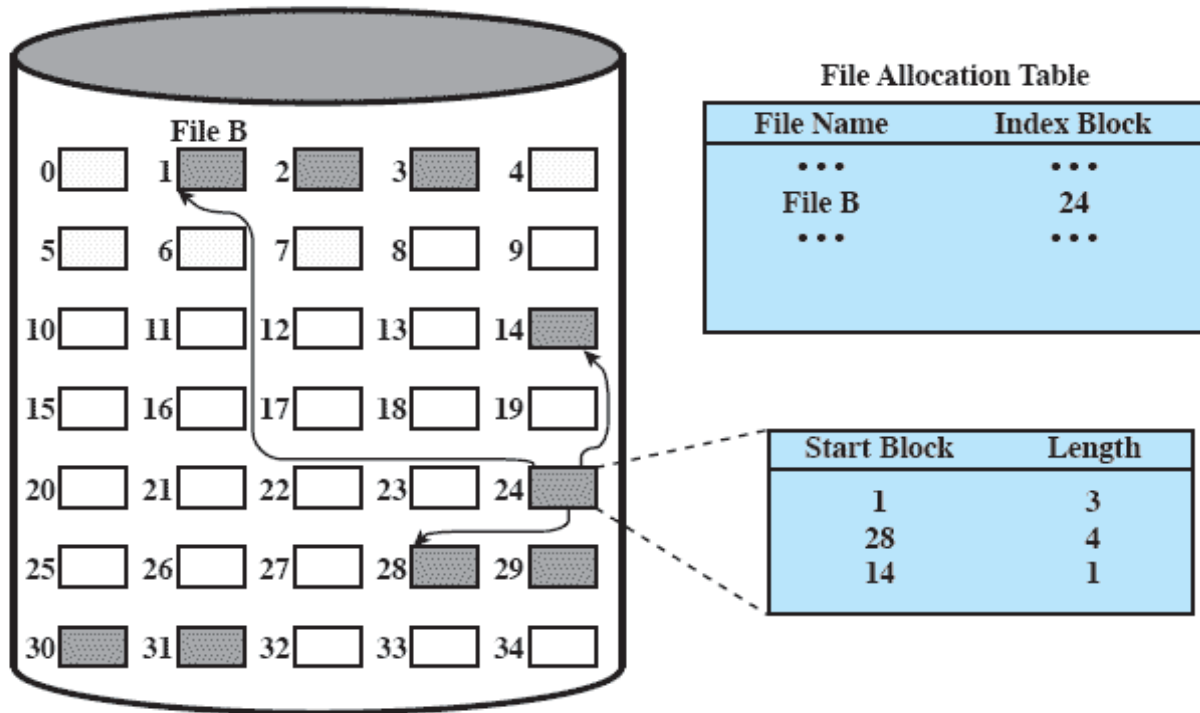 File B
0 1 2 3 4
5 6 7 8 9
10 11 12 13 14
15 16 17 18 19
20 21 22 23 24
25 26 27 28 29
30 31 32 33 34
File Allocation Table
File Name Index Block
••• •••
File B 24
••• •••
Start Block Length
1 3
28 4
14 1